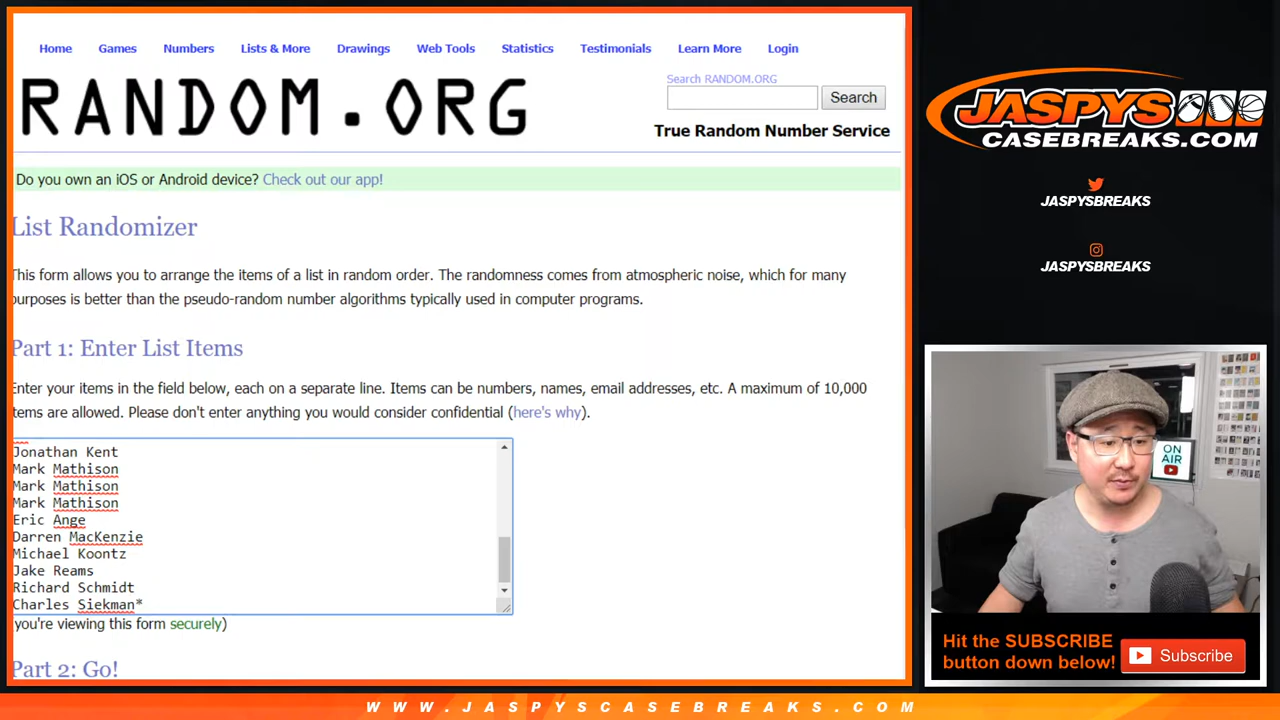 Home Games Numbers Lists & More Drawings Web Tools Statistics Testimonials Learn More Login
RANDOM.ORG
Search RANDOM.ORG
Search
True Random Number Service
Do you own an iOS or Android device? Check out our app!
List Randomizer
This form allows you to arrange the items of a list in random order. The randomness comes from atmospheric noise, which for many
purposes is better than the pseudo-random number algorithms typically used in computer programs.
Part 1: Enter List Items
Enter your items in the field below, each on a separate line. Items can be numbers, names, email addresses, etc. A maximum of 10,000
items are allowed. Please don't enter anything you would consider confidential (here's why).
Jonathan Kent
Mark Mathison
Mark Mathison
Mark Mathison
Eric Ange
Darren MacKenzie
Michael Koontz
Jake Reams
Richard Schmidt
Charles Siekman*
you're viewing this form securely)
Part 2: Go!
JASPYS
CASEBREAKS.COM
JASPYSBREAKS
JASPYSBREAKS
ON
AIR
Hit the SUBSCRIBE
button down below!
Subscribe
WWW.JASPYSCASEBREAKS.COM